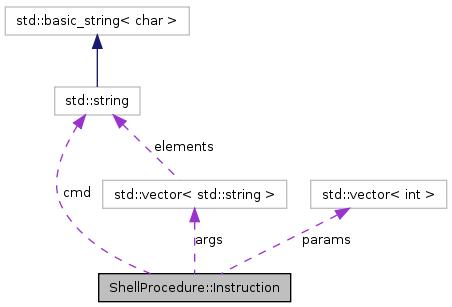 std::basic_string< char >
std::string
elements
cmd
std::vector< std::string >
std::vector< int >
args
params
ShellProcedure::Instruction